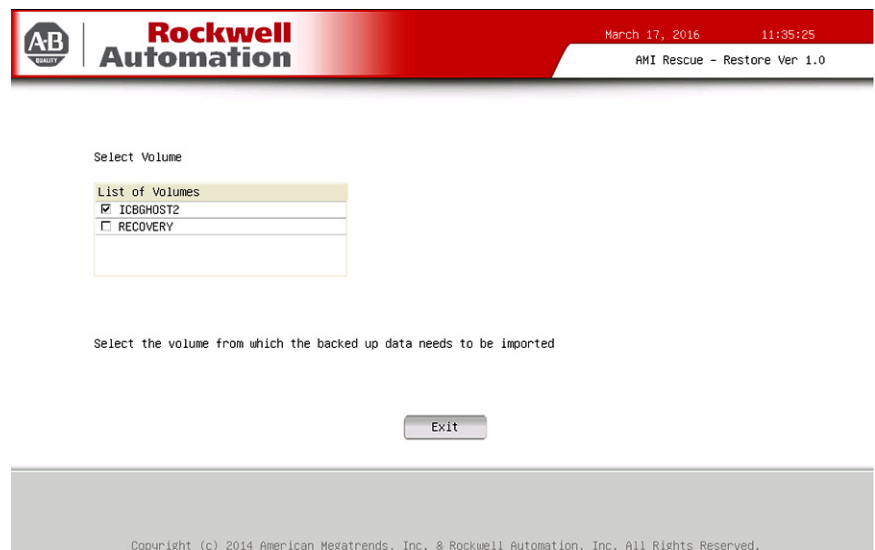 A·B
QUALITY
Rockwell
Automation
March 17, 2016 11:35:25
AMI Rescue - Restore Ver 1.0
Select Volume
List of Volumes
ICBGHOST2
RECOVERY
Select the volume from which the backed up data needs to be imported
Exit
Copyright (c) 2014 American Megatrends, Inc. & Rockwell Automation, Inc. All Rights Reserved.